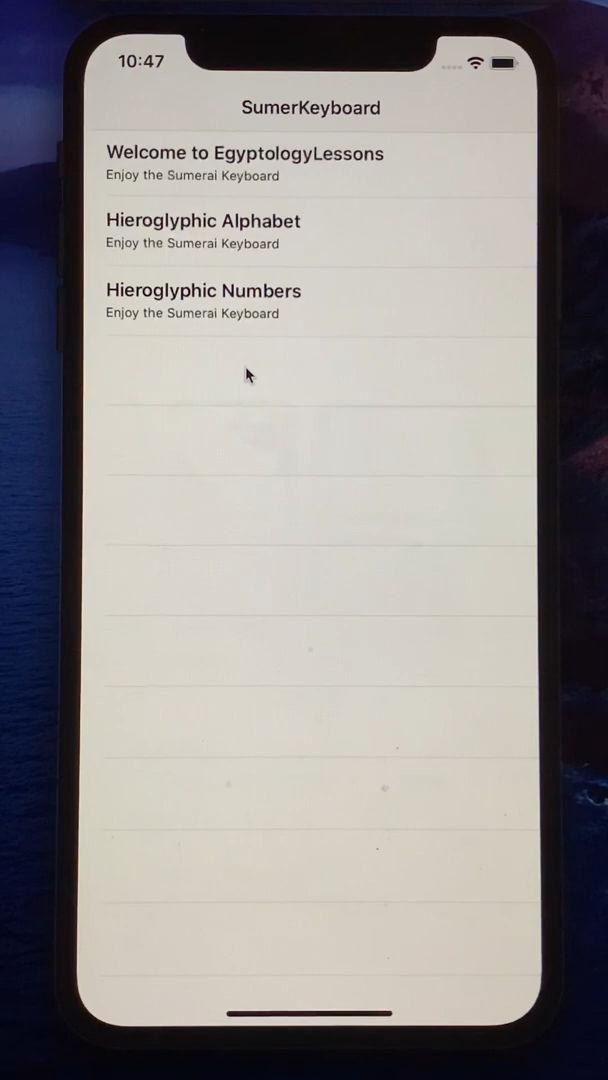 10:47
SumerKeyboard
Welcome to EgyptologyLessons
Enjoy the Sumerai Keyboard
Hieroglyphic Alphabet
Enjoy the Sumerai Keyboard
Hieroglyphic Numbers
Enjoy the Sumerai Keyboard